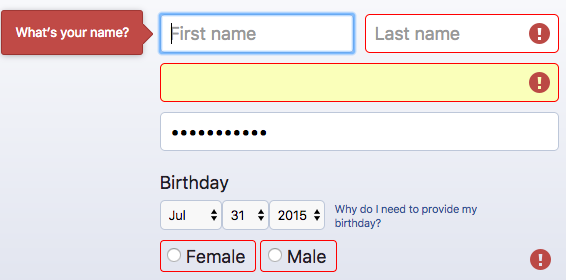 What's your name?
First name
Last name
•••••••••••
Birthday
Jul 31 2015
Why do I need to provide my
birthday?
Female Male